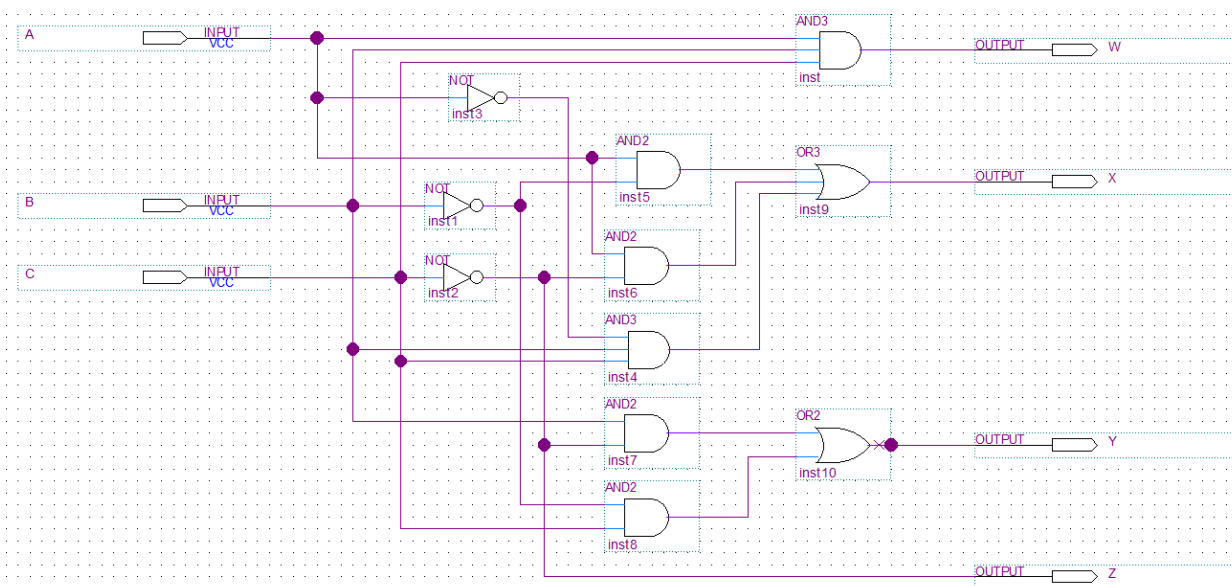 AND3
A
INPUT
VCC
OUTPUT
W
inst
NOT
inst3
AND2
inst5
OR3
OUTPUT
X
inst9
NOT
B
INPUT
VCC
inst1
AND2
inst6
NOT
C
INPUT
VCC
inst2
AND3
inst4
AND2
inst7
OR2
OUTPUT
Y
inst10
AND2
inst8
OUTPUT
Z